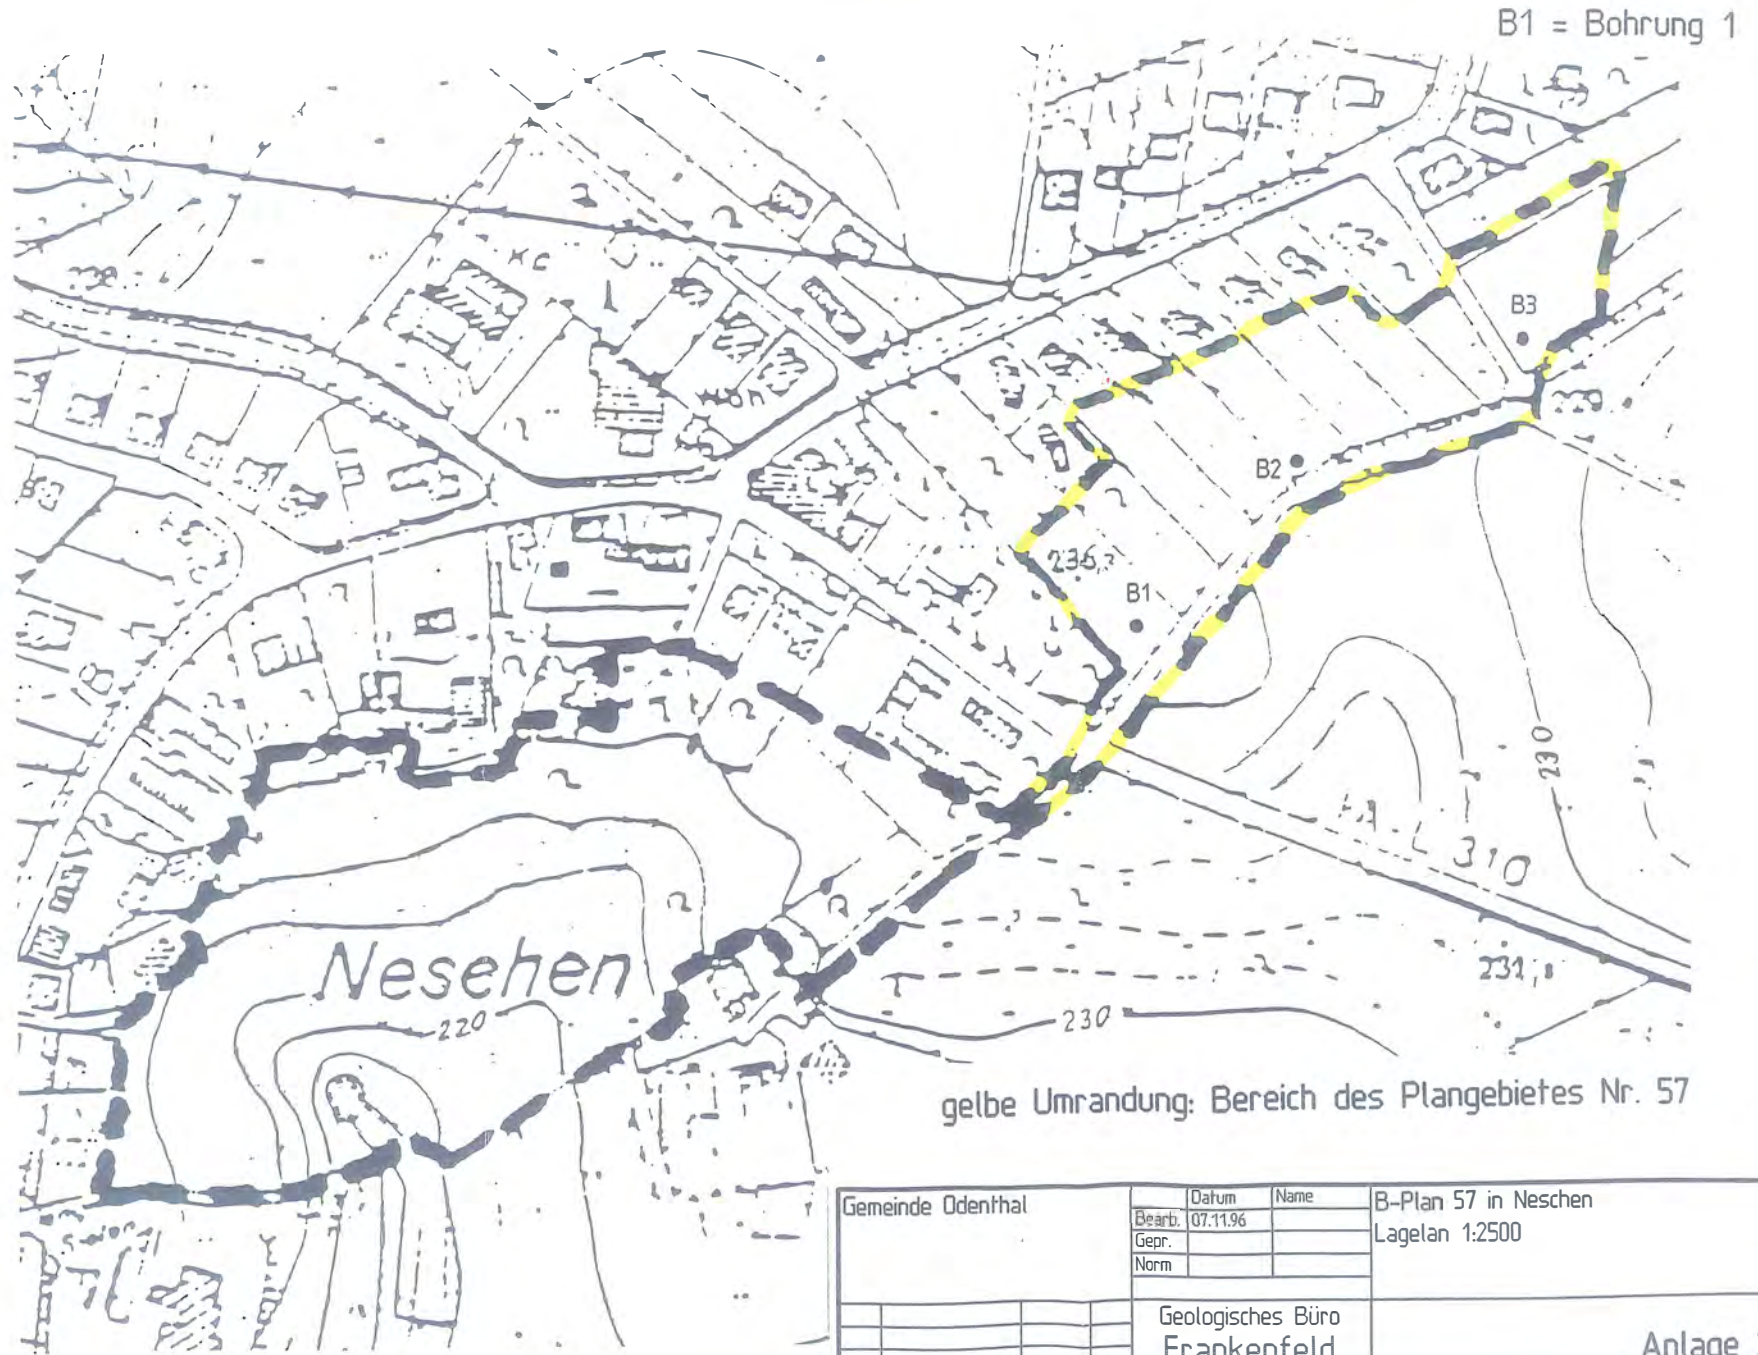 B1 = Bohrung 1
B3
B2
B1
230
L 310
Nesehen
220
230
231,8
gelbe Umrandung: Bereich des Plangebietes Nr. 57
Gemeinde Odenthal
Datum Name
Bearb. 07.11.96
Gepr.
Norm
B-Plan 57 in Neschen
Lagelan 1:2500
Geologisches Büro
Frankenfeld
Anlage